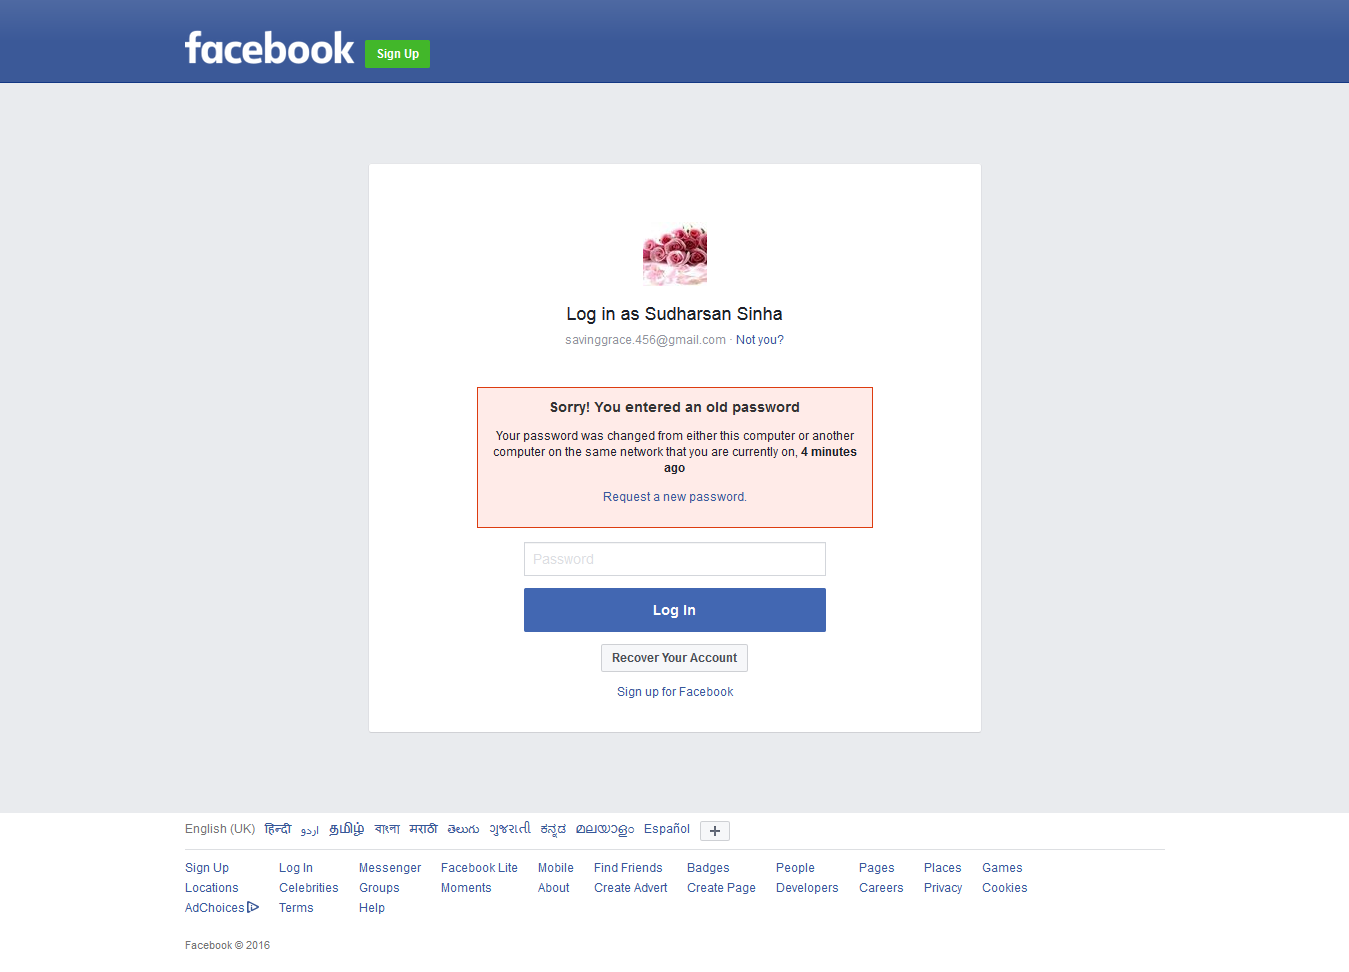 facebook Sign Up
Log in as Sudharsan Sinha
savinggrace.456@gmail.com · Not you?
Sorry! You entered an old password
Your password was changed from either this computer or another
computer on the same network that you are currently on, 4 minutes
ago
Request a new password.
Password
Log In
Recover Your Account
Sign up for Facebook
English (UK) हिन्दी اردو தமிழ் বাংলা मराठी తెలుగు ગુજરાતી ಕನ್ನಡ മലയാളം Español +
Sign Up Log In Messenger Facebook Lite Mobile Find Friends Badges People Pages Places Games
Locations Celebrities Groups Moments About Create Advert Create Page Developers Careers Privacy Cookies
AdChoices Terms Help
Facebook © 2016